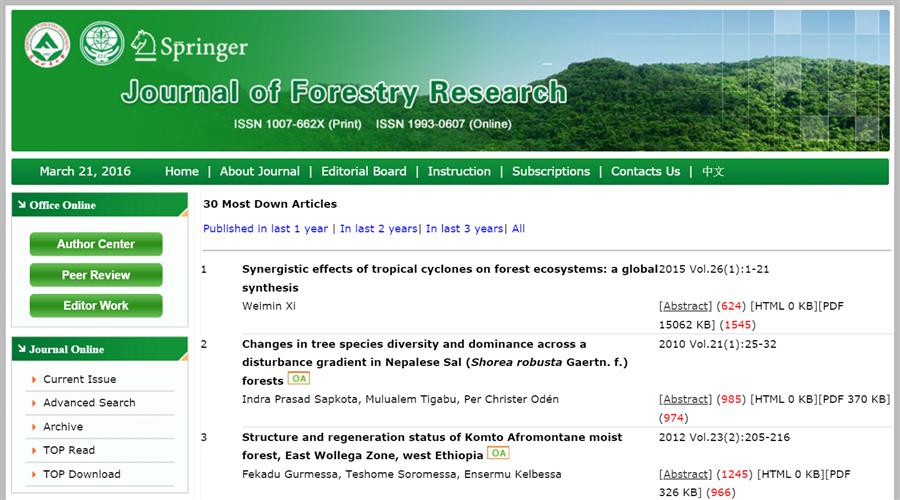 Springer
Journal of Forestry Research
ISSN 1007-662X (Print) ISSN 1993-0607 (Online)
March 21, 2016 Home | About Journal | Editorial Board | Instruction | Subscriptions | Contacts Us | 中文
Office Online
Author Center
Peer Review
Editor Work
Journal Online
Current Issue
Advanced Search
Archive
TOP Read
TOP Download
30 Most Down Articles
Published in last 1 year | In last 2 years| In last 3 years| All
1 Synergistic effects of tropical cyclones on forest ecosystems: a global 2015 Vol.26(1):1-21
synthesis
Weimin Xi [Abstract] (624) [HTML 0 KB][PDF
15062 KB] (1545)
2 Changes in tree species diversity and dominance across a 2010 Vol.21(1):25-32
disturbance gradient in Nepalese Sal (Shorea robusta Gaertn. f.)
forests OA
Indra Prasad Sapkota, Mulualem Tigabu, Per Christer Odén [Abstract] (985) [HTML 0 KB][PDF 370 KB]
(974)
3 Structure and regeneration status of Komto Afromontane moist 2012 Vol.23(2):205-216
forest, East Wollega Zone, west Ethiopia OA
Fekadu Gurmessa, Teshome Soromessa, Ensermu Kelbessa [Abstract] (1245) [HTML 0 KB][PDF
326 KB] (966)